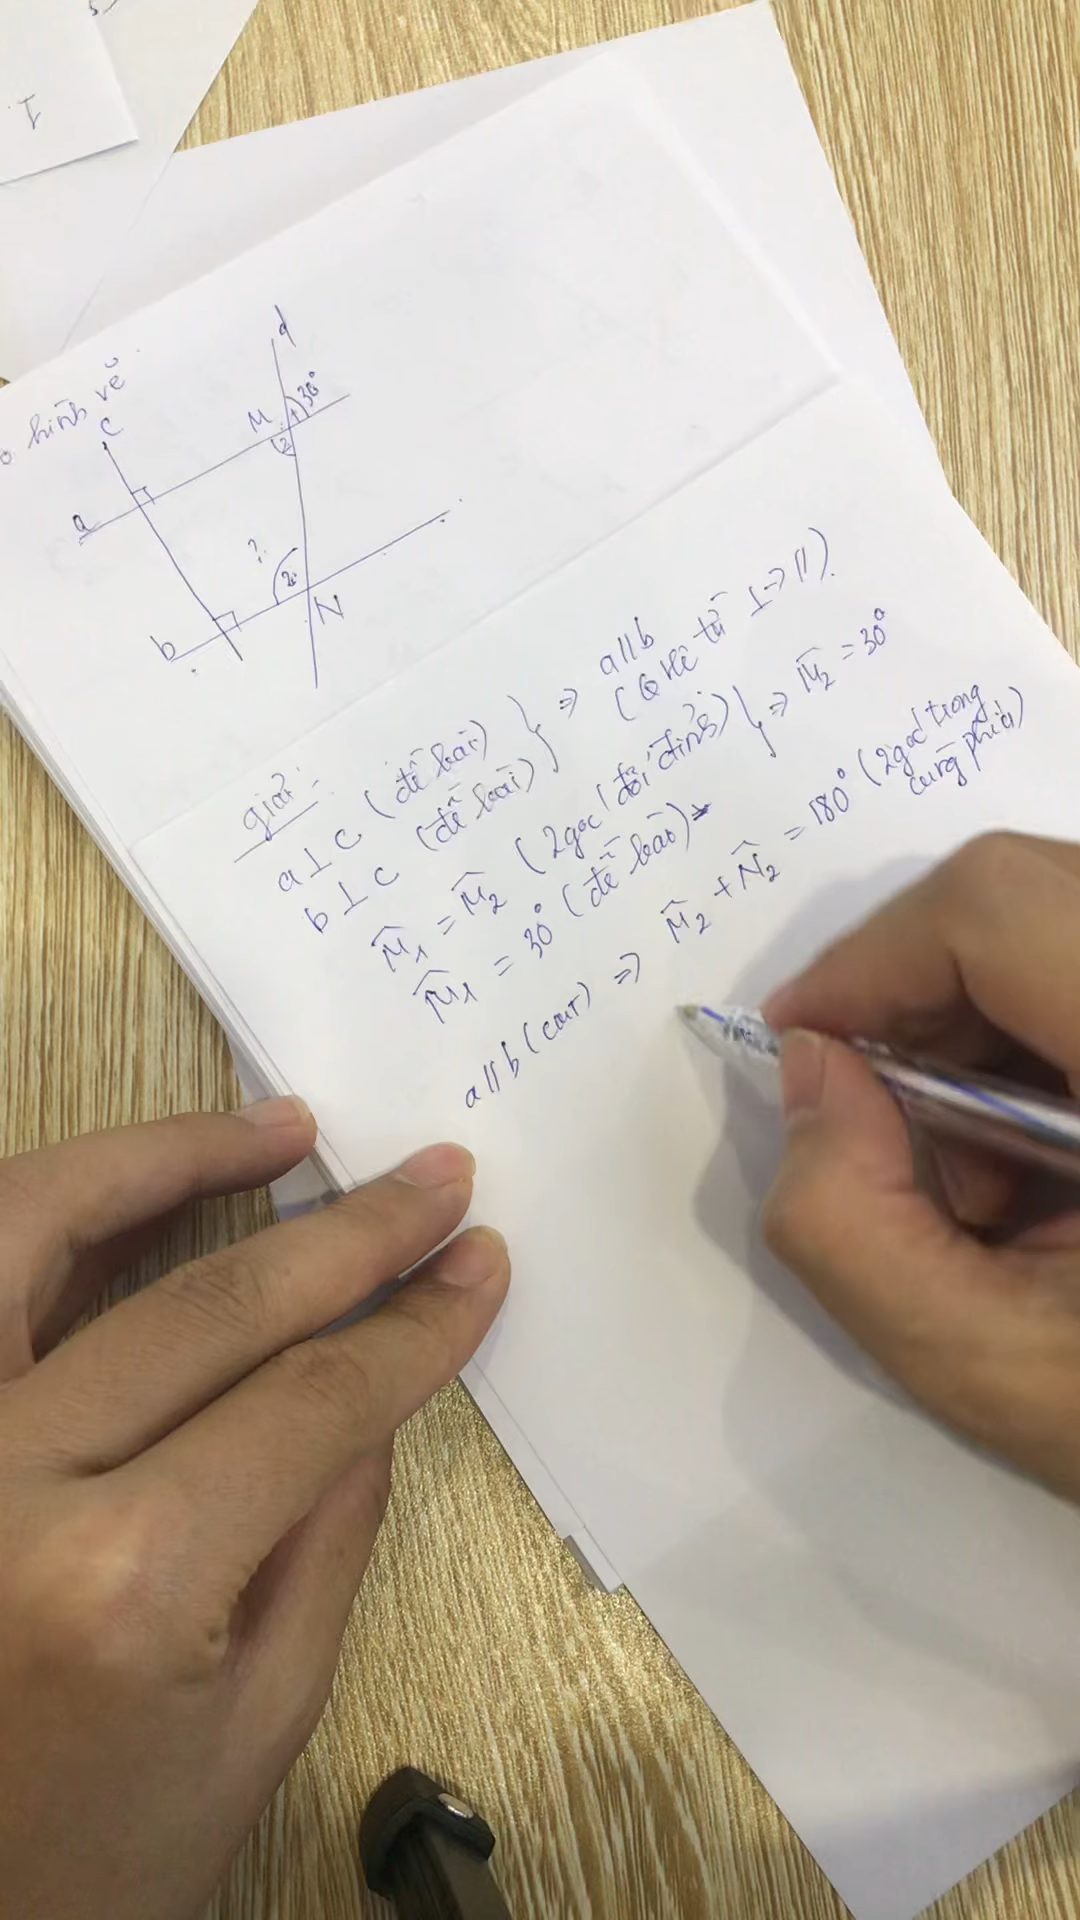 hình vẽ
c
d
M
1
30°
2
a
?
2
b
N
giải:
a ⊥ c (đề bài)
b ⊥ c (đề bài)
} => a // b
(Q hệ từ ⊥ -> //).
M̂₁ = M̂₂ (2 góc đối đỉnh)
M̂₁ = 30° (đề bài)
} => M̂₂ = 30°
a // b (cmt) => M̂₂ + N̂₂ = 180° (2 góc trong
cùng phía)